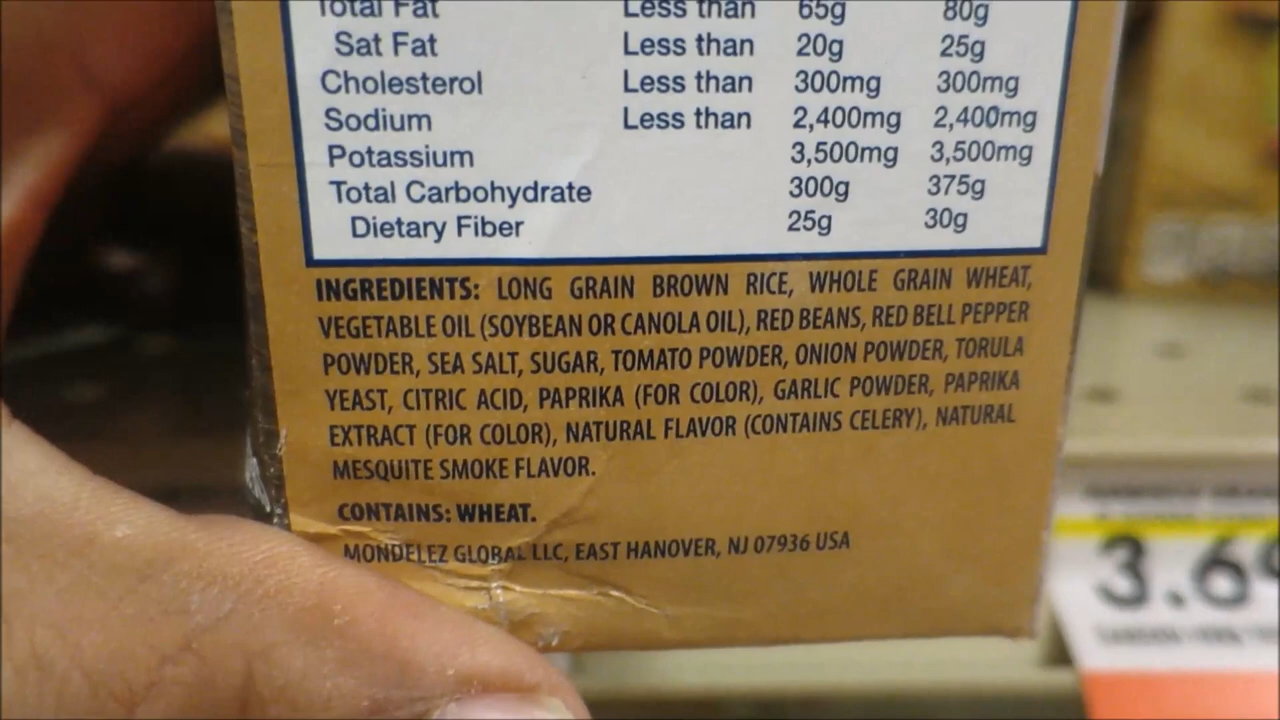 Total Fat Less than 65g 80g
Sat Fat Less than 20g 25g
Cholesterol Less than 300mg 300mg
Sodium Less than 2,400mg 2,400mg
Potassium 3,500mg 3,500mg
Total Carbohydrate 300g 375g
Dietary Fiber 25g 30g
INGREDIENTS: LONG GRAIN BROWN RICE, WHOLE GRAIN WHEAT,
VEGETABLE OIL (SOYBEAN OR CANOLA OIL), RED BEANS, RED BELL PEPPER
POWDER, SEA SALT, SUGAR, TOMATO POWDER, ONION POWDER, TORULA
YEAST, CITRIC ACID, PAPRIKA (FOR COLOR), GARLIC POWDER, PAPRIKA
EXTRACT (FOR COLOR), NATURAL FLAVOR (CONTAINS CELERY), NATURAL
MESQUITE SMOKE FLAVOR.
CONTAINS: WHEAT.
MONDELEZ GLOBAL LLC, EAST HANOVER, NJ 07936 USA
3.69